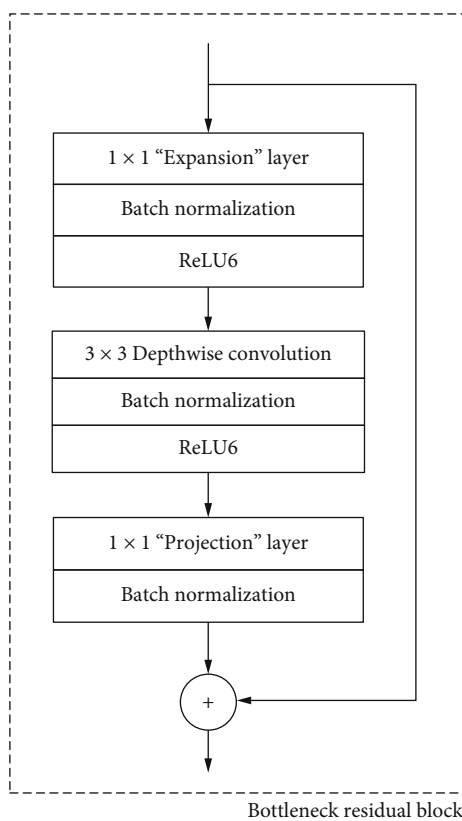 1 × 1 “Expansion” layer
Batch normalization
ReLU6
3 × 3 Depthwise convolution
Batch normalization
ReLU6
1 × 1 “Projection” layer
Batch normalization
+
Bottleneck residual block